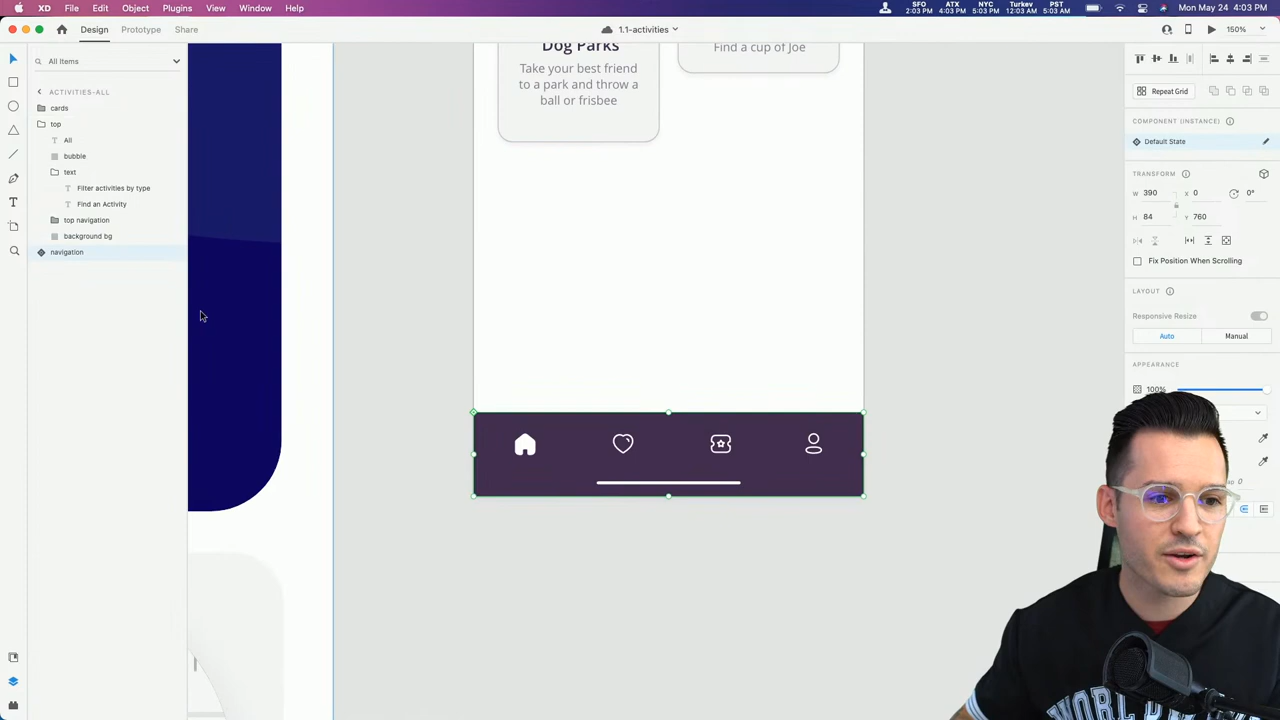 XD File Edit Object Plugins View Window Help
SFO ATX NYC Turkey PST
2:03 PM 4:03 PM 5:03 PM 12:03 AM 5:03 AM
Mon May 24 4:03 PM
Design Prototype Share
1.1-activities
150%
All Items
ACTIVITIES-ALL
cards
top
All
bubble
text
Filter activities by type
Find an Activity
top navigation
background bg
navigation
Dog Parks
Take your best friend
to a park and throw a
ball or frisbee
Find a cup of Joe
Repeat Grid
COMPONENT (INSTANCE)
Default State
TRANSFORM
W 390 X 0 0°
H 84 Y 760
Fix Position When Scrolling
LAYOUT
Responsive Resize
Auto Manual
APPEARANCE
100%